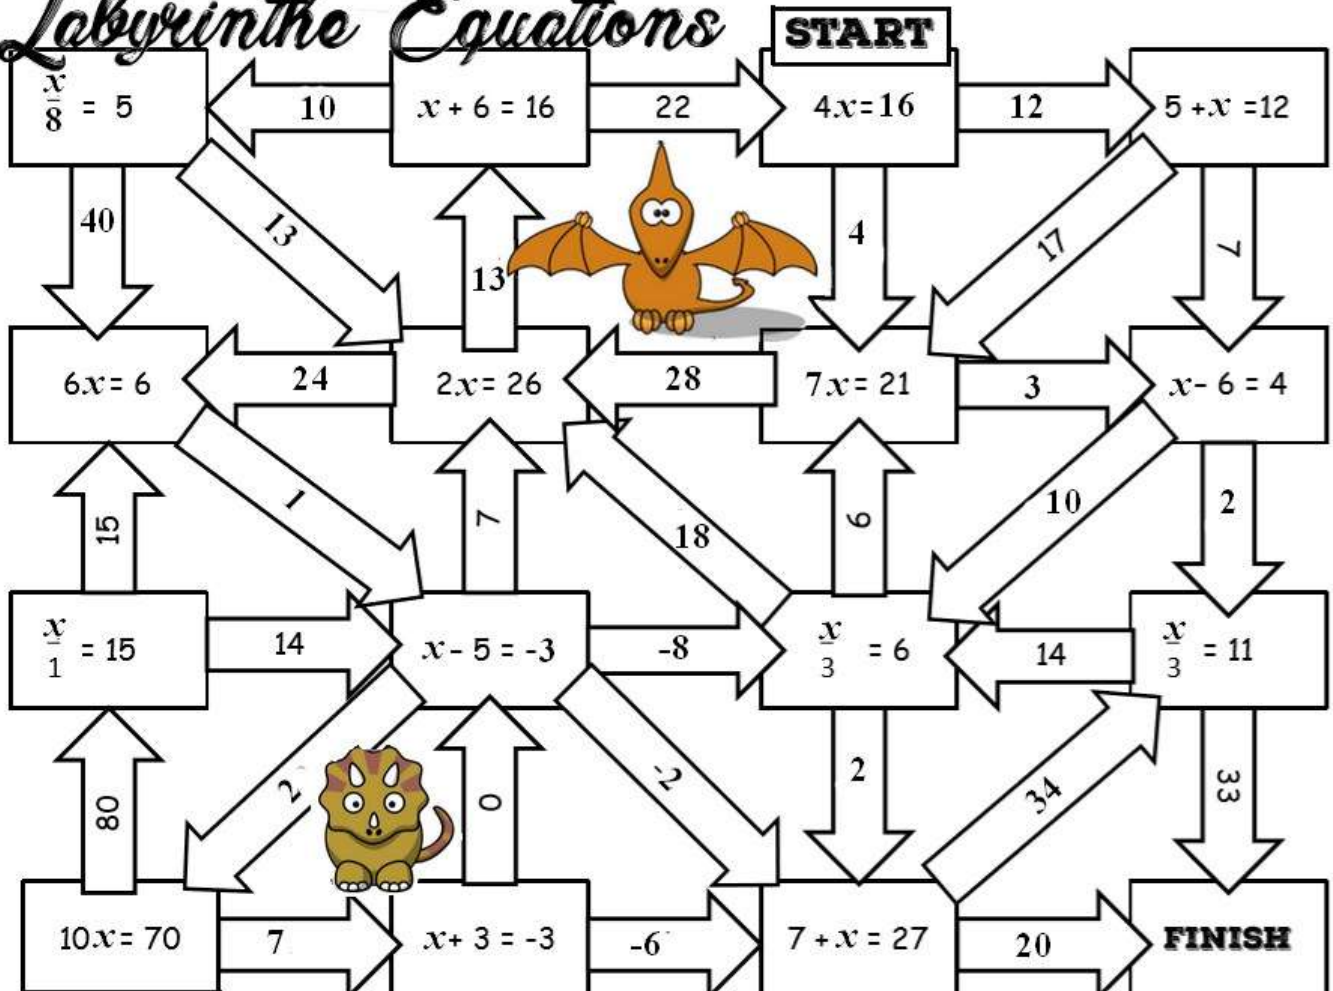 Labyrinthe Equations
START
x/8 = 5
10
x + 6 = 16
22
4x = 16
12
5 + x = 12
40
13
13
4
17
7
6x = 6
24
2x = 26
28
7x = 21
3
x - 6 = 4
15
1
7
18
6
10
2
x/1 = 15
14
x - 5 = -3
-8
x/3 = 6
14
x/3 = 11
80
2
0
-2
2
34
33
10x = 70
7
x + 3 = -3
-6
7 + x = 27
20
FINISH